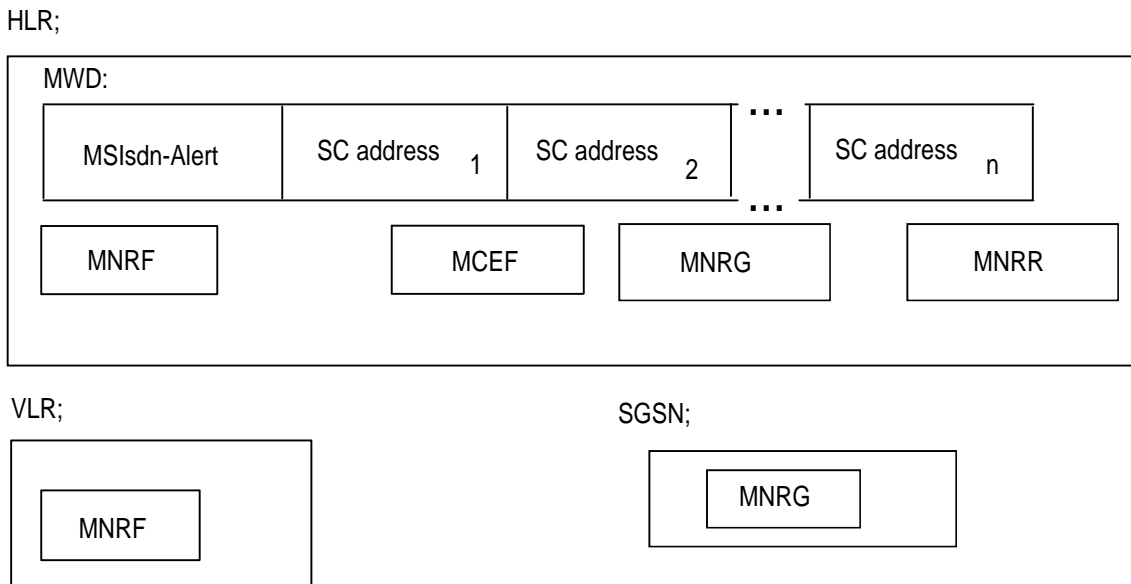 HLR;
MWD:
MSIsdn-Alert SC address 1 SC address 2 ... SC address n
...
MNRF MCEF MNRG MNRR
VLR; SGSN;
MNRG
MNRF